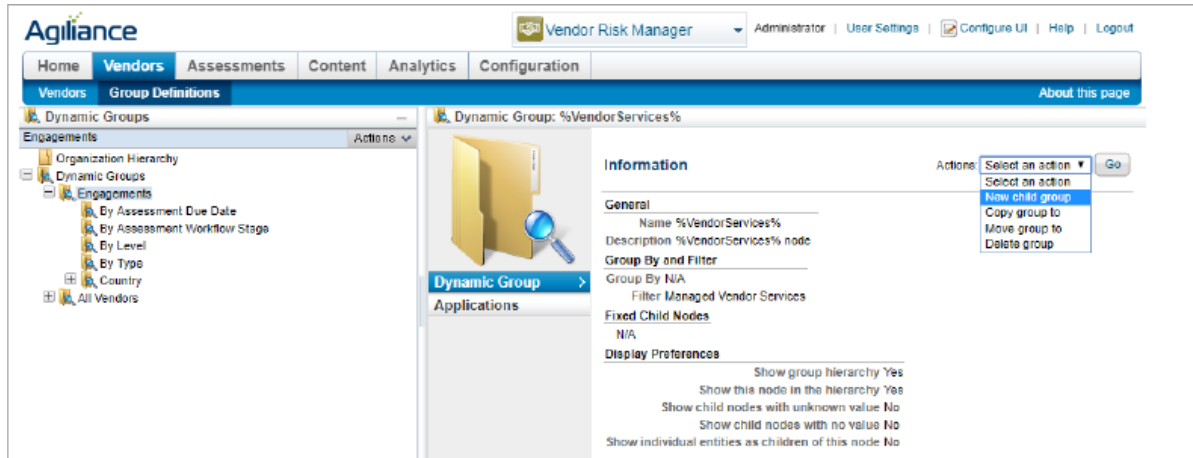 Agiliance
Vendor Risk Manager
Administrator | User Settings | Configure UI | Help | Logout
Home Vendors Assessments Content Analytics Configuration
Vendors Group Definitions About this page
Dynamic Groups
Engagements Actions
Organization Hierarchy
Dynamic Groups
Engagements
By Assessment Due Date
By Assessment Workflow Stage
By Level
By Type
Country
All Vendors
Dynamic Group: %VendorServices%
Dynamic Group
Applications
Information
Actions: Select an action Go
Select an action
New child group
Copy group to
Move group to
Delete group
General
Name %VendorServices%
Description %VendorServices% node
Group By and Filter
Group By N/A
Filter Managed Vendor Services
Fixed Child Nodes
N/A
Display Preferences
Show group hierarchy Yes
Show this node in the hierarchy Yes
Show child nodes with unknown value No
Show child nodes with no value No
Show individual entities as children of this node No